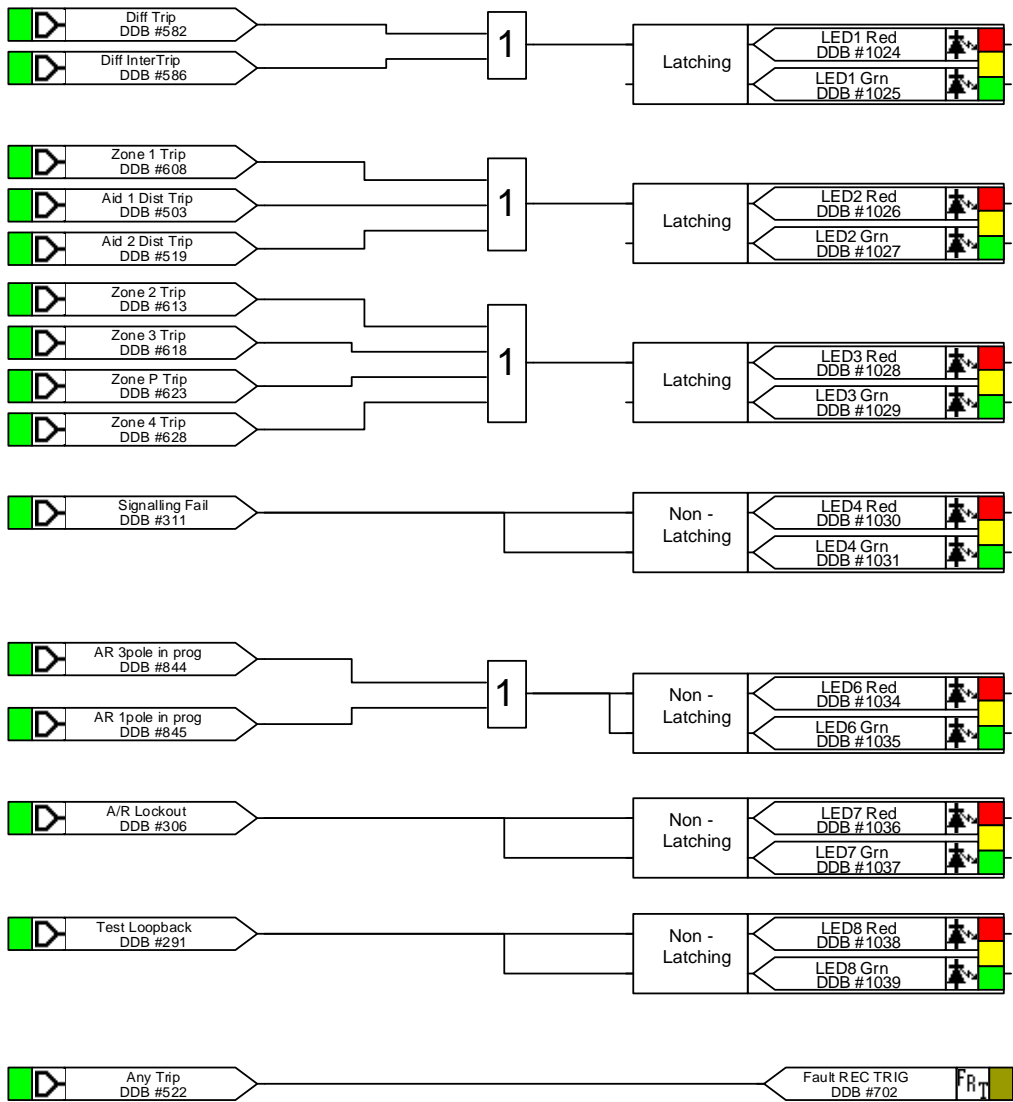 Diff Trip
DDB #582
Diff InterTrip
DDB #586
1
Latching
LED1 Red
DDB #1024
LED1 Grn
DDB #1025
Zone 1 Trip
DDB #608
Aid 1 Dist Trip
DDB #503
Aid 2 Dist Trip
DDB #519
1
Latching
LED2 Red
DDB #1026
LED2 Grn
DDB #1027
Zone 2 Trip
DDB #613
Zone 3 Trip
DDB #618
Zone P Trip
DDB #623
Zone 4 Trip
DDB #628
1
Latching
LED3 Red
DDB #1028
LED3 Grn
DDB #1029
Signalling Fail
DDB #311
Non -
Latching
LED4 Red
DDB #1030
LED4 Grn
DDB #1031
AR 3pole in prog
DDB #844
AR 1pole in prog
DDB #845
1
Non -
Latching
LED6 Red
DDB #1034
LED6 Grn
DDB #1035
A/R Lockout
DDB #306
Non -
Latching
LED7 Red
DDB #1036
LED7 Grn
DDB #1037
Test Loopback
DDB #291
Non -
Latching
LED8 Red
DDB #1038
LED8 Grn
DDB #1039
Any Trip
DDB #522
Fault REC TRIG
DDB #702
FRT